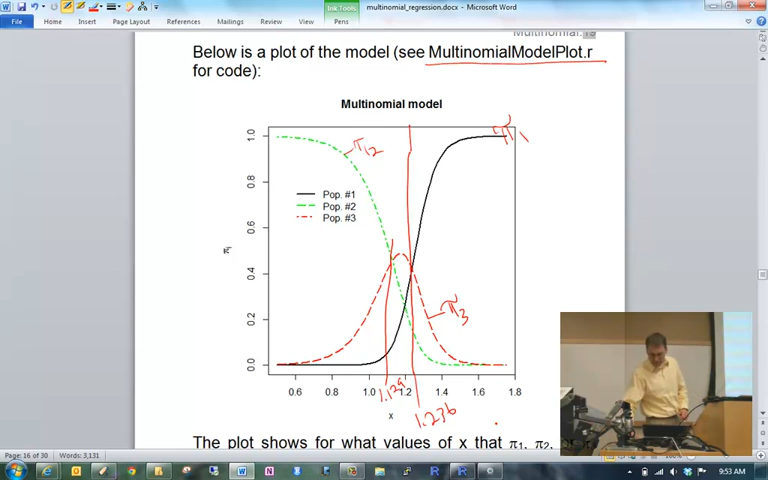 Ink Tools
multinomial_regression.docx - Microsoft Word
File
Home
Insert
Page Layout
References
Mailings
Review
View
Pens
Below is a plot of the model (see MultinomialModelPlot.r
for code):
Multinomial model
π1
π2
Pop. #1
Pop. #2
Pop. #3
πi
1.0
0.8
0.6
0.4
0.2
0.0
π3
0.6
0.8
1.0
1.2
1.4
1.6
1.8
1.129
1.236
x
The plot shows for what values of x that π1, π2,
Page: 16 of 30
Words: 3,131
9:53 AM